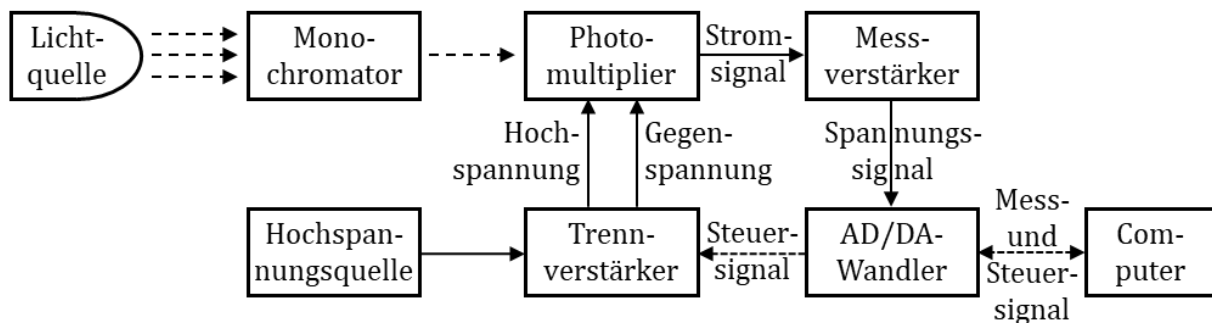 Licht-
quelle
Mono-
chromator
Photo-
multiplier
Strom-
signal
Mess-
verstärker
Hoch-
spannung
Gegen-
spannung
Spannungs-
signal
Hochspan-
nungsquelle
Trenn-
verstärker
Steuer-
signal
AD/DA-
Wandler
Mess-
und
Steuer-
signal
Com-
puter